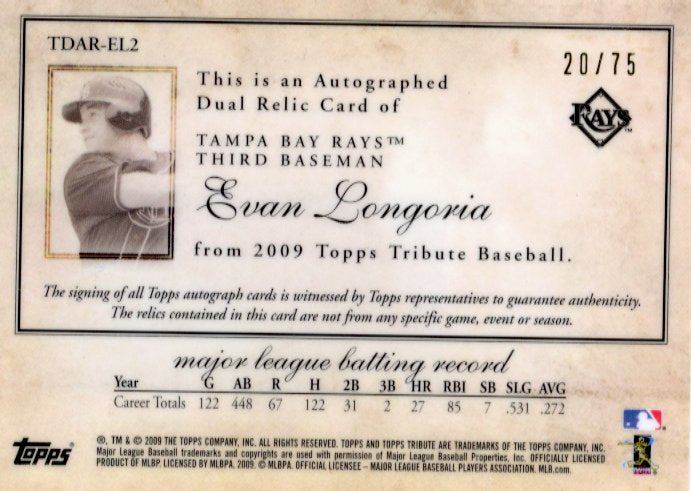 TDAR-EL2
20/75
This is an Autographed
Dual Relic Card of
RAYS™
TAMPA BAY RAYS™
THIRD BASEMAN
Evan Longoria
from 2009 Topps Tribute Baseball.
The signing of all Topps autograph cards is witnessed by Topps representatives to guarantee authenticity.
The relics contained in this card are not from any specific game, event or season.
major league batting record
Year G AB R H 2B 3B HR RBI SB SLG AVG
Career Totals 122 448 67 122 31 2 27 85 7 .531 .272
Topps
®, TM & © 2009 THE TOPPS COMPANY, INC. ALL RIGHTS RESERVED. TOPPS AND TOPPS TRIBUTE ARE TRADEMARKS OF THE TOPPS COMPANY, INC.
Major League Baseball trademarks and copyrights are used with permission of Major League Baseball Properties, Inc. OFFICIALLY LICENSED
PRODUCT OF MLBP. LICENSED BY MLBPA. 2009. © MLBPA. OFFICIAL LICENSEE – MAJOR LEAGUE BASEBALL PLAYERS ASSOCIATION. MLB.com.